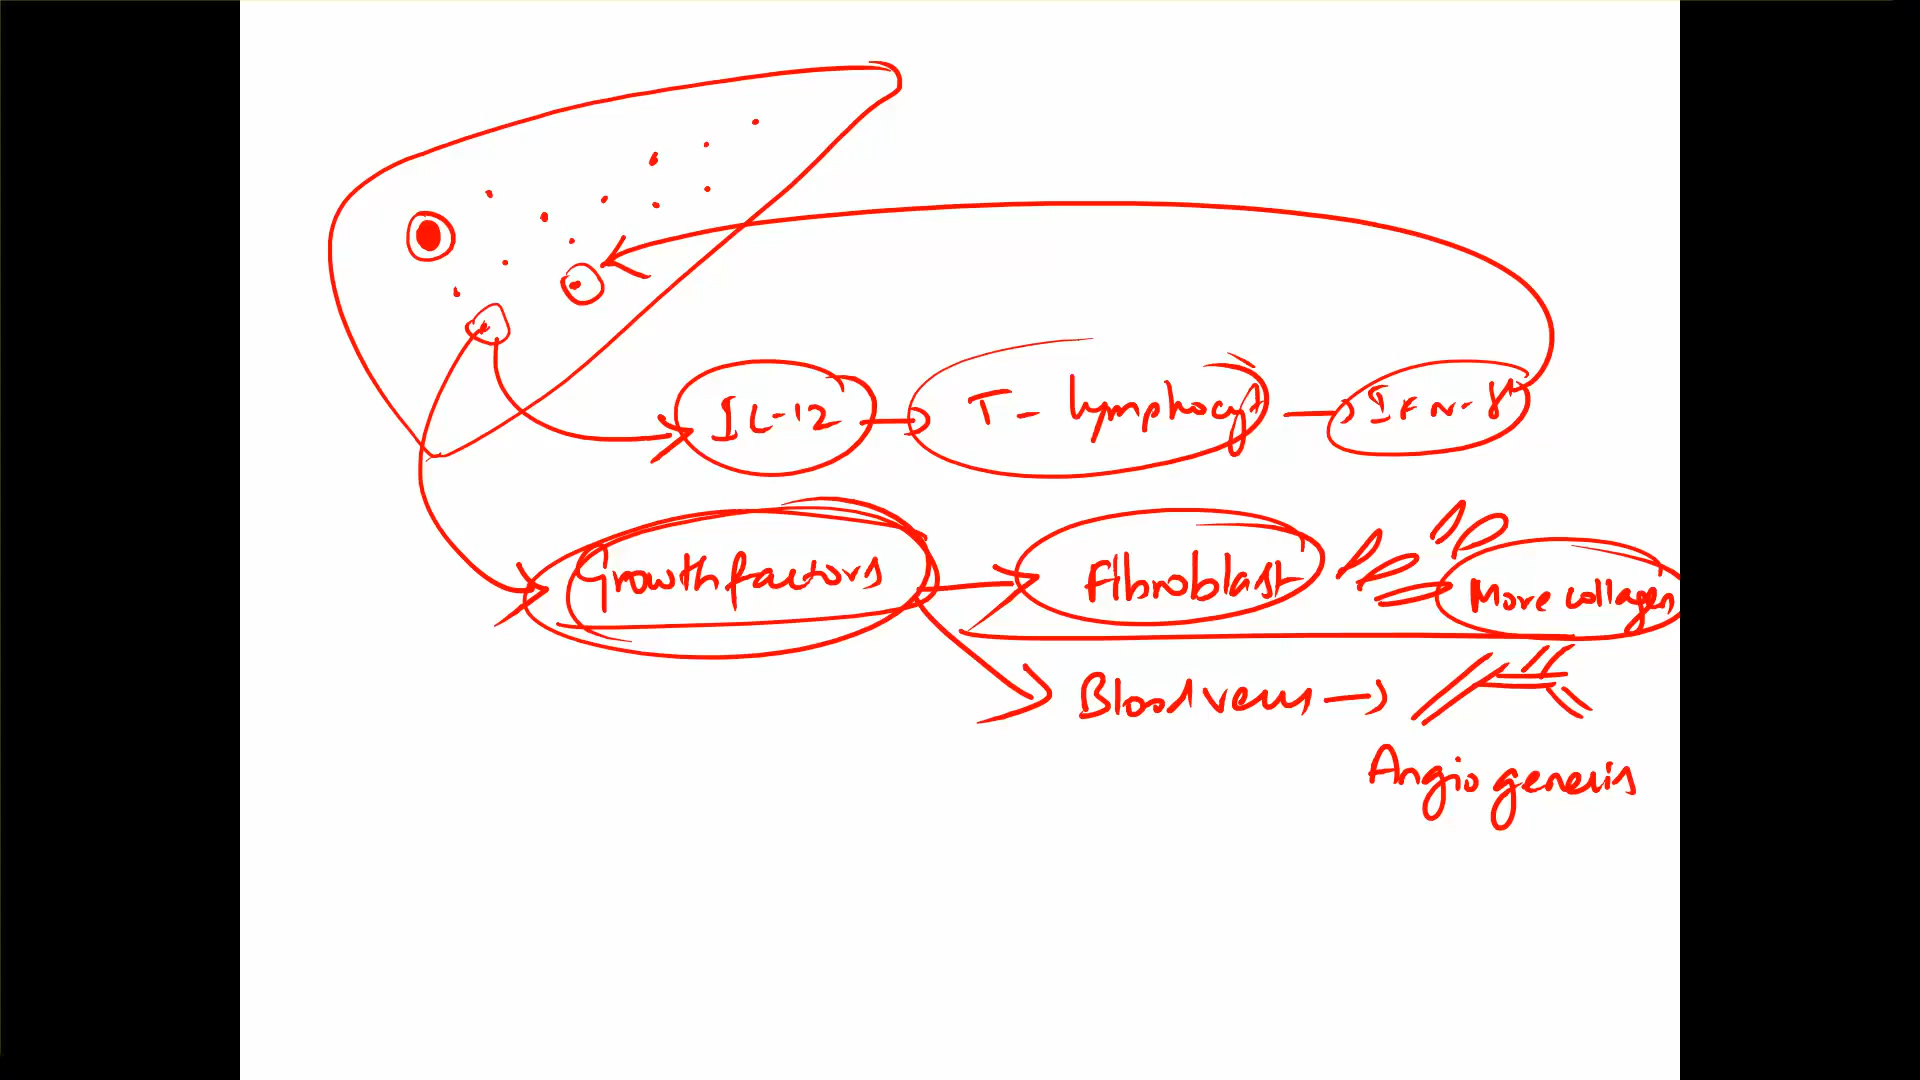 IL-12 → T-lymphocyt → IFN-γ
Growth factors → Fibroblast More collagen
Blood vess →
Angiogenesis